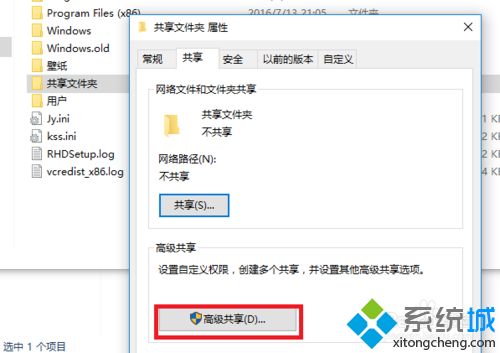 Program Files (x86)
2016/7/13 21:05
文件夹
Windows
Windows.old
壁纸
共享文件夹
用户
Jy.ini
kss.ini
RHDSetup.log
vcredist_x86.log
选中 1 个项目
共享文件夹 属性
常规 共享 安全 以前的版本 自定义
网络文件和文件夹共享
共享文件夹
不共享
网络路径(N):
不共享
共享(S)...
高级共享
设置自定义权限，创建多个共享，并设置其他高级共享选项。
高级共享(D)...
1 KB
4 KB
系统城
xitongcheng.com